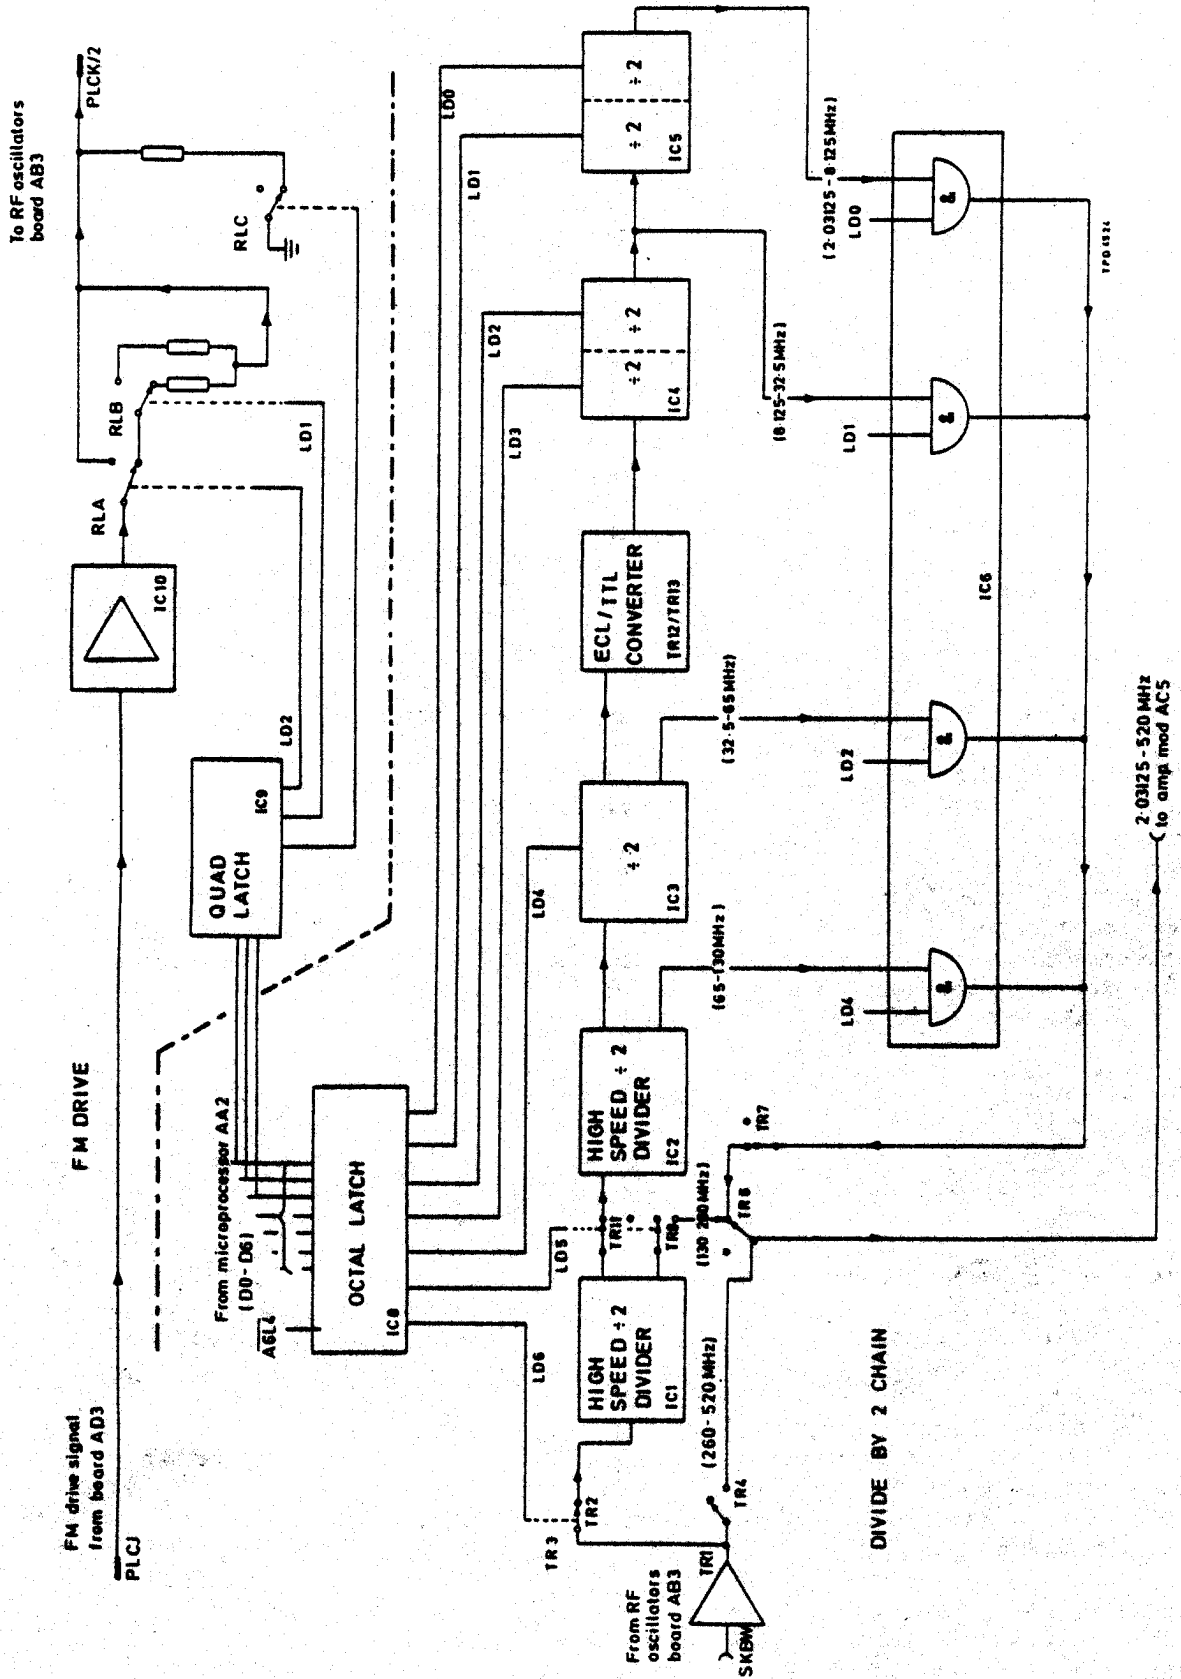 FM drive signal
from board AD3
PLCJ
FM DRIVE
IC10
RLA
RLB
RLC
To RF oscillators
board AB3
PLCK/2
QUAD
LATCH
IC9
LD2
LD1
From microprocessor AA2
(D0-D6)
A6L4
OCTAL LATCH
IC8
LD6
LD5
LD4
LD3
LD2
LD1
LD0
From RF
oscillators
board AB3
SKBW
TR1
TR3
TR2
TR4
HIGH
SPEED ÷2
DIVIDER
IC1
(260-520MHz)
TR11
(130-260MHz)
TR6
TR7
HIGH
SPEED ÷ 2
DIVIDER
IC2
(65-130MHz)
÷ 2
IC3
(32·5-65MHz)
ECL/TTL
CONVERTER
TR12/TR13
÷ 2
÷ 2
IC4
(8·125-32·5MHz)
÷ 2
÷ 2
IC5
(2·03125-8·125MHz)
LD4
&
LD2
&
LD1
&
LD0
&
IC6
2·03125-520MHz
to amp mod AC5
DIVIDE BY 2 CHAIN